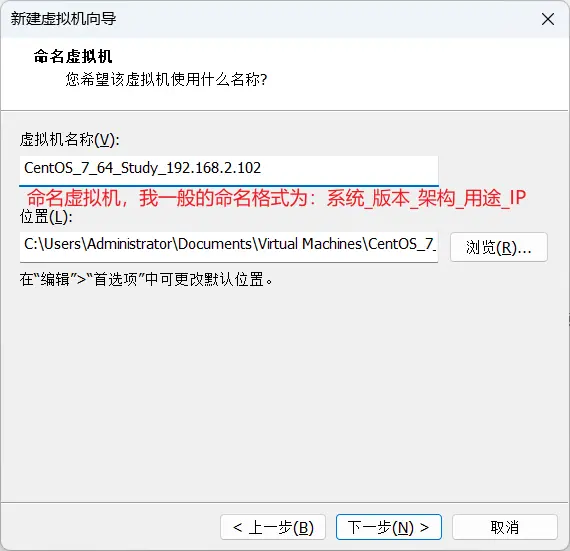 新建虚拟机向导
命名虚拟机
您希望该虚拟机使用什么名称?
虚拟机名称(V):
CentOS_7_64_Study_192.168.2.102
命名虚拟机，我一般的命名格式为：系统_版本_架构_用途_IP
位置(L):
C:\Users\Administrator\Documents\Virtual Machines\CentOS_7_
浏览(R)...
在“编辑”>“首选项”中可更改默认位置。
< 上一步(B)
下一步(N) >
取消